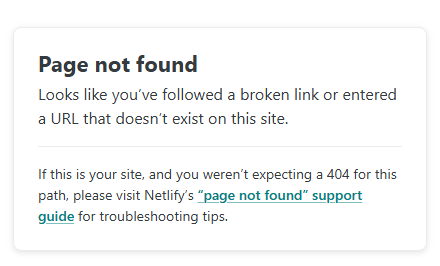 Page not found
Looks like you’ve followed a broken link or entered
a URL that doesn’t exist on this site.
If this is your site, and you weren’t expecting a 404 for this
path, please visit Netlify’s “page not found” support
guide for troubleshooting tips.